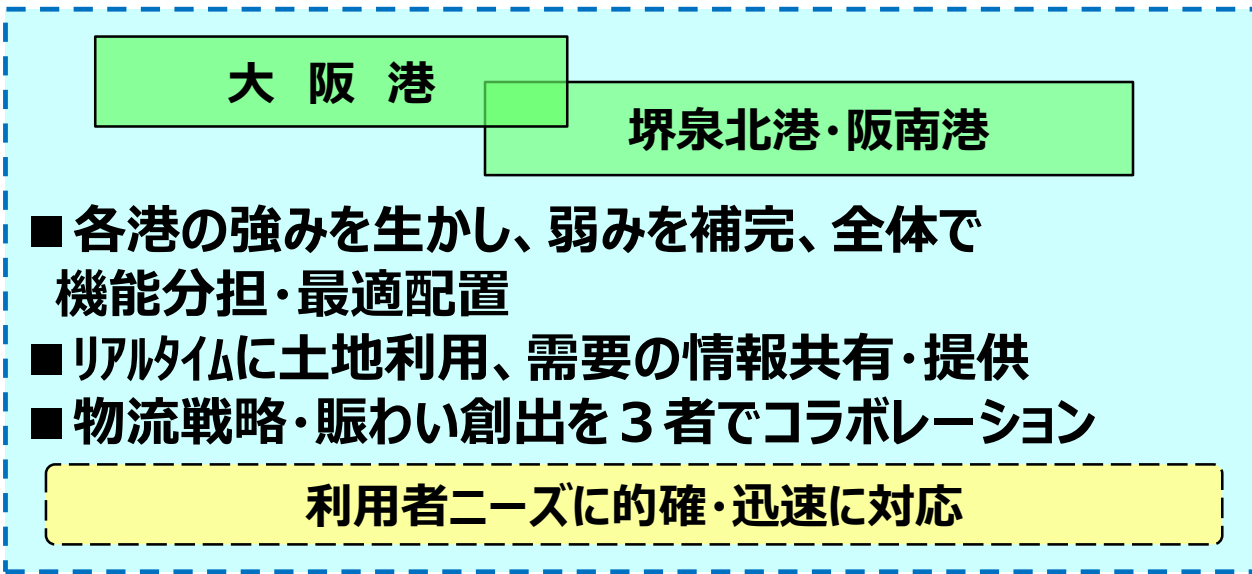 大 阪 港
堺泉北港・阪南港
■各港の強みを生かし、弱みを補完、全体で
機能分担・最適配置
■ﾘｱﾙﾀｲﾑに土地利用、需要の情報共有・提供
■物流戦略・賑わい創出を３者でコラボレーション
利用者ニーズに的確・迅速に対応